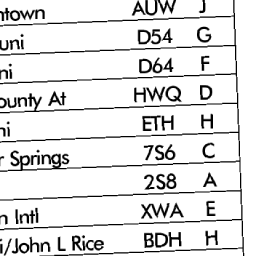 ntown AUW J
uni D54 G
ni D64 F
ounty At HWQ D
ni ETH H
r Springs 7S6 C
2S8 A
n Intl XWA E
i/John L Rice BDH H